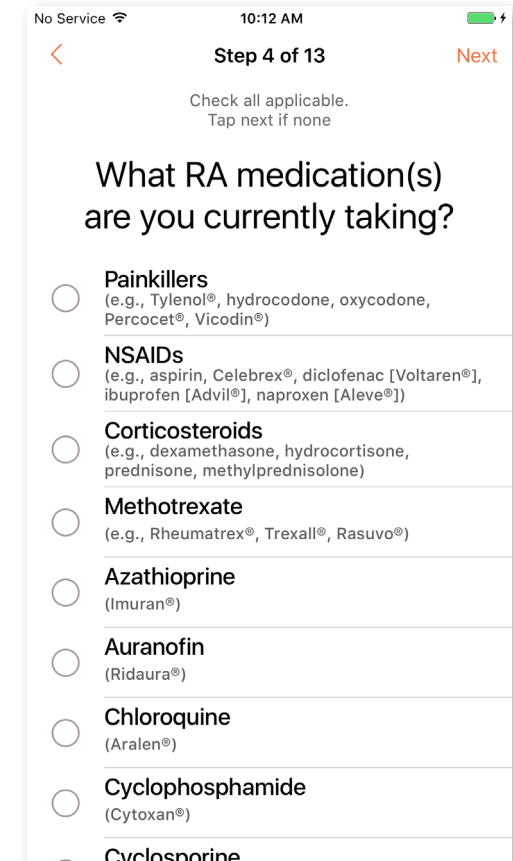 No Service 10:12 AM
Step 4 of 13 Next
Check all applicable.
Tap next if none
What RA medication(s)
are you currently taking?
Painkillers
(e.g., Tylenol®, hydrocodone, oxycodone,
Percocet®, Vicodin®)
NSAIDs
(e.g., aspirin, Celebrex®, diclofenac [Voltaren®],
ibuprofen [Advil®], naproxen [Aleve®])
Corticosteroids
(e.g., dexamethasone, hydrocortisone,
prednisone, methylprednisolone)
Methotrexate
(e.g., Rheumatrex®, Trexall®, Rasuvo®)
Azathioprine
(Imuran®)
Auranofin
(Ridaura®)
Chloroquine
(Aralen®)
Cyclophosphamide
(Cytoxan®)
Cyclosporine